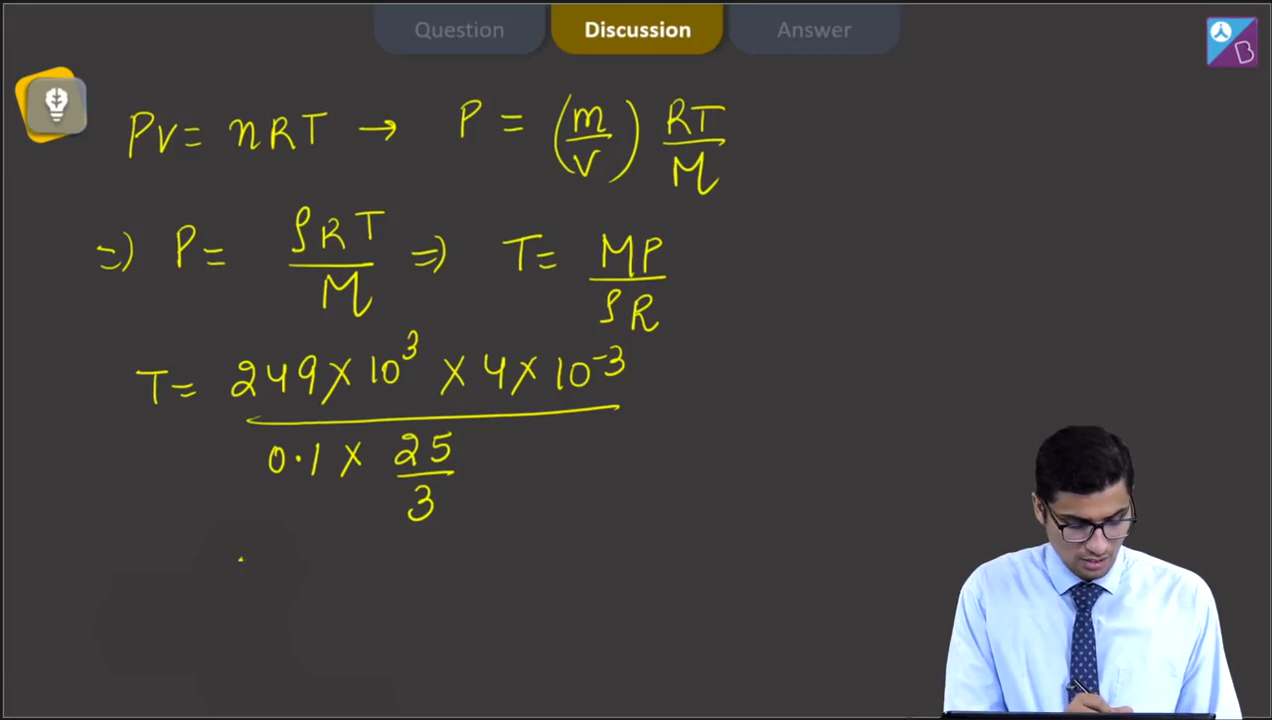 Question Discussion Answer
B
PV = nRT → P = (m/V) RT/M
⇒ P = ρRT/M ⇒ T = MP/ρR
T = 249 × 10³ × 4 × 10⁻³
0.1 × 25/3